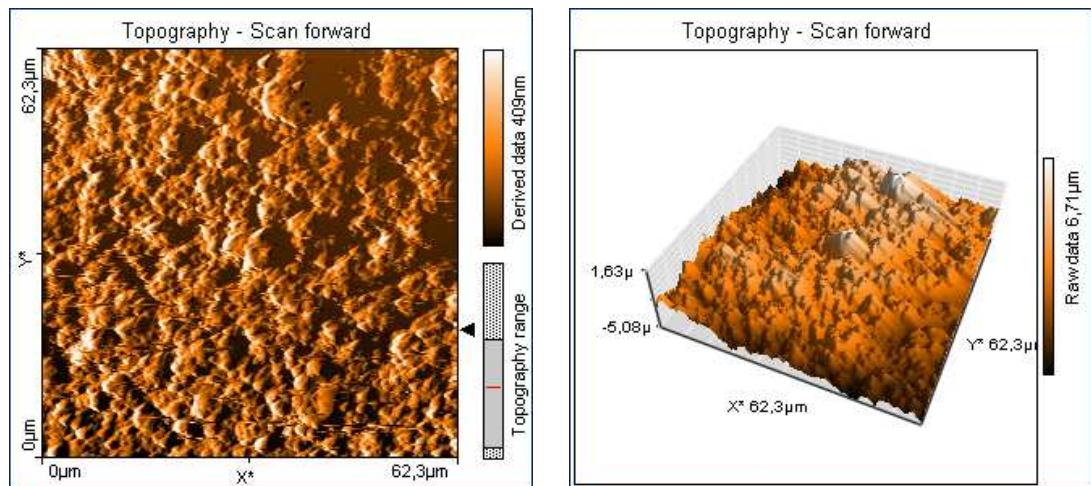 Topography - Scan forward
62,3µm
Y*
0µm
0µm
X*
62,3µm
Derived data 409nm
Topography range
Topography - Scan forward
1,63µ
-5,08µ
X* 62,3µm
Y* 62,3µ
Raw data 6,71µm